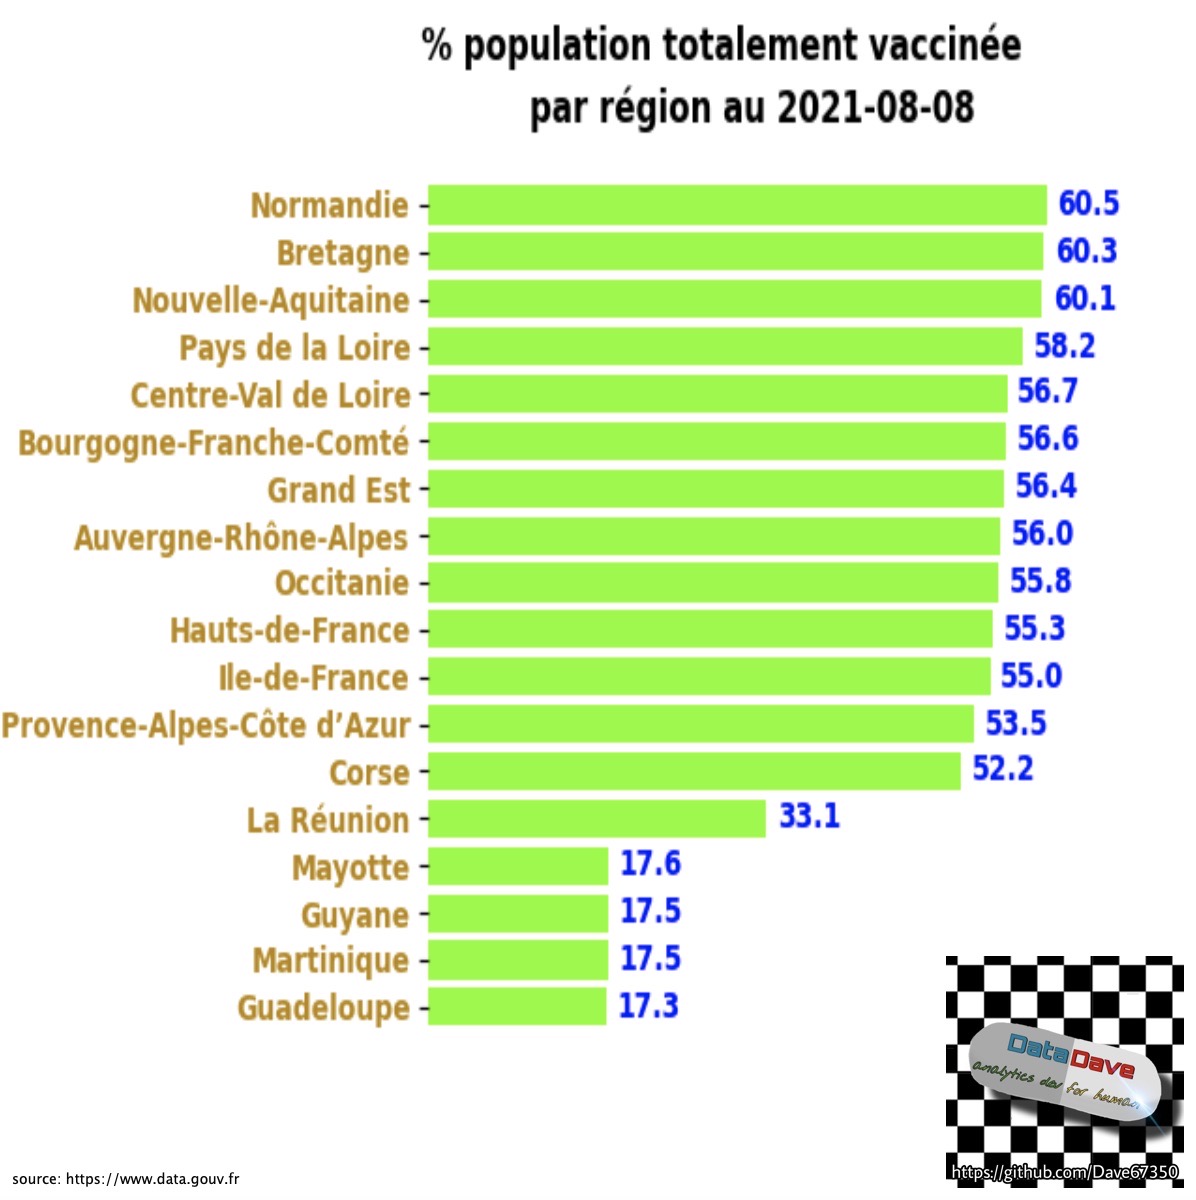 % population totalement vaccinée
par région au 2021-08-08
Normandie 60.5
Bretagne 60.3
Nouvelle-Aquitaine 60.1
Pays de la Loire 58.2
Centre-Val de Loire 56.7
Bourgogne-Franche-Comté 56.6
Grand Est 56.4
Auvergne-Rhône-Alpes 56.0
Occitanie 55.8
Hauts-de-France 55.3
Ile-de-France 55.0
Provence-Alpes-Côte d’Azur 53.5
Corse 52.2
La Réunion 33.1
Mayotte 17.6
Guyane 17.5
Martinique 17.5
Guadeloupe 17.3
DataDave
analytics dev for human
https://github.com/Dave67350
source: https://www.data.gouv.fr